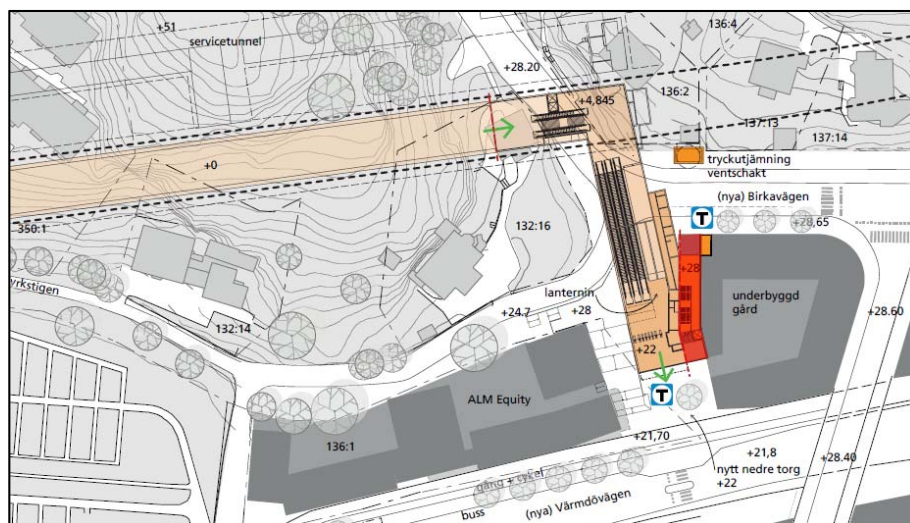 +51
servicetunnel
136:4
+28.20
+4,845
136:2
137:13
137:14
tryckutjämning
ventschakt
+0
(nya) Birkavägen
T
+28,65
350:1
132:16
+28
underbyggd
gård
yrkstigen
lanternin
+24.7
+28
+28.60
132:14
+22
ALM Equity
T
136:1
+21,70
+21,8
nytt nedre torg
+22
+28.40
gång + cykel
buss
(nya) Värmdövägen